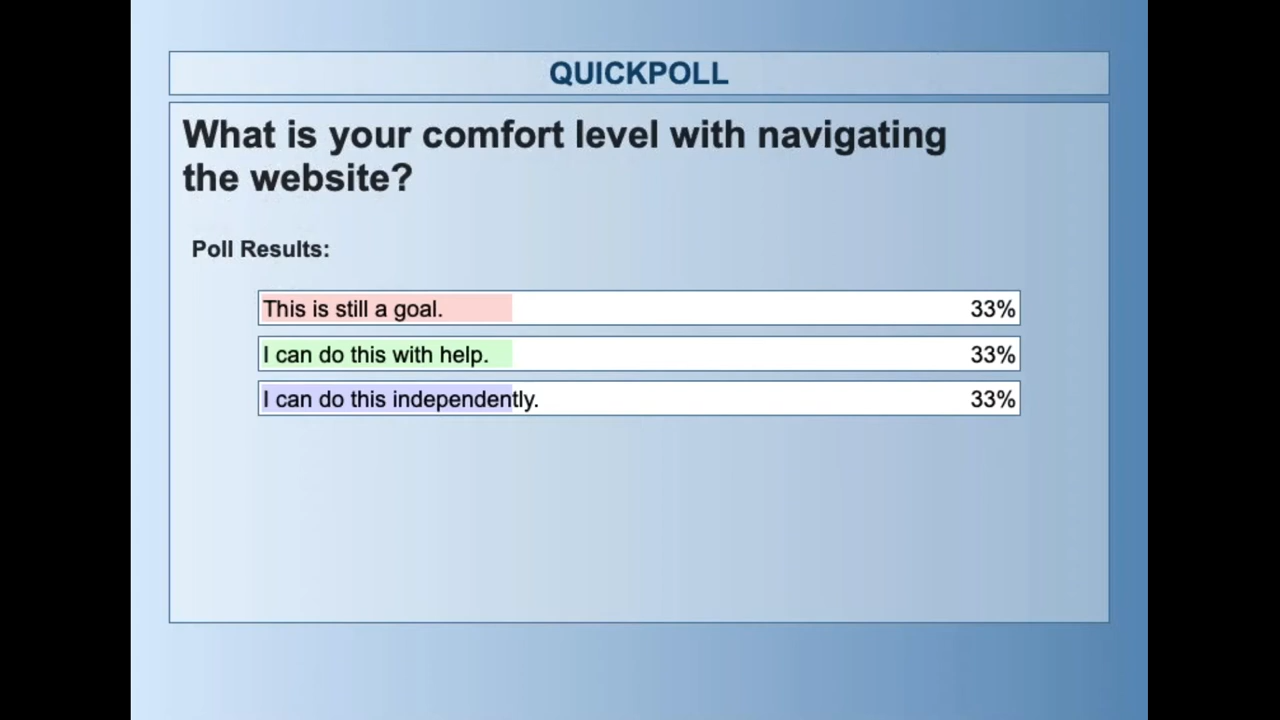 QUICKPOLL
What is your comfort level with navigating
the website?
Poll Results:
This is still a goal. 33%
I can do this with help. 33%
I can do this independently. 33%